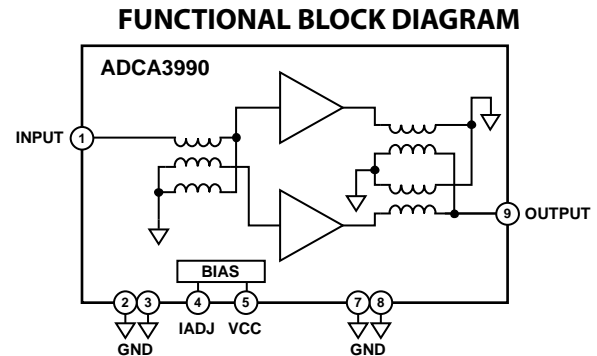 FUNCTIONAL BLOCK DIAGRAM
ADCA3990
INPUT 1
9 OUTPUT
BIAS
2 3 4 5 7 8
IADJ VCC
GND GND